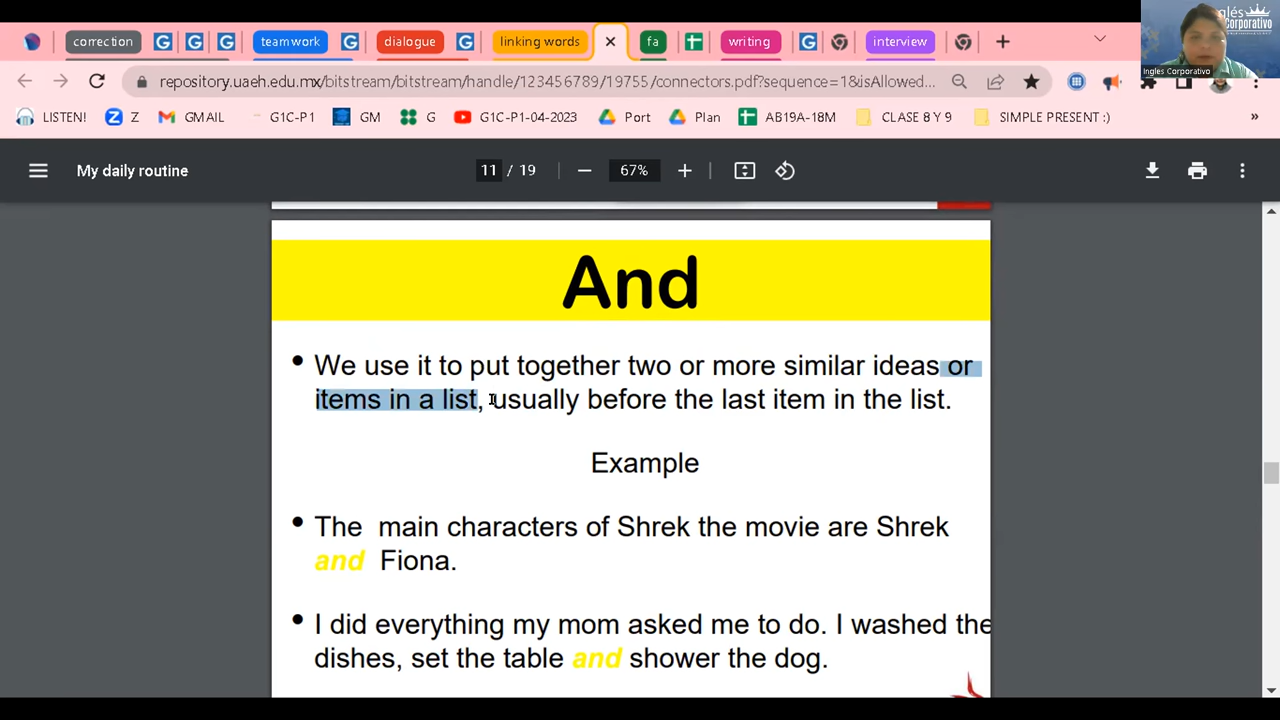 correction
teamwork
dialogue
linking words
fa
writing
interview
Inglés Corporativo
repository.uaeh.edu.mx/bitstream/bitstream/handle/123456789/19755/connectors.pdf?sequence=1&isAllowed...
LISTEN!
Z
GMAIL
G1C-P1
GM
G
G1C-P1-04-2023
Port
Plan
AB19A-18M
CLASE 8 Y 9
SIMPLE PRESENT :)
»
My daily routine
11 / 19
67%
And
• We use it to put together two or more similar ideas or
items in a list, usually before the last item in the list.
Example
• The main characters of Shrek the movie are Shrek
and Fiona.
• I did everything my mom asked me to do. I washed the
dishes, set the table and shower the dog.